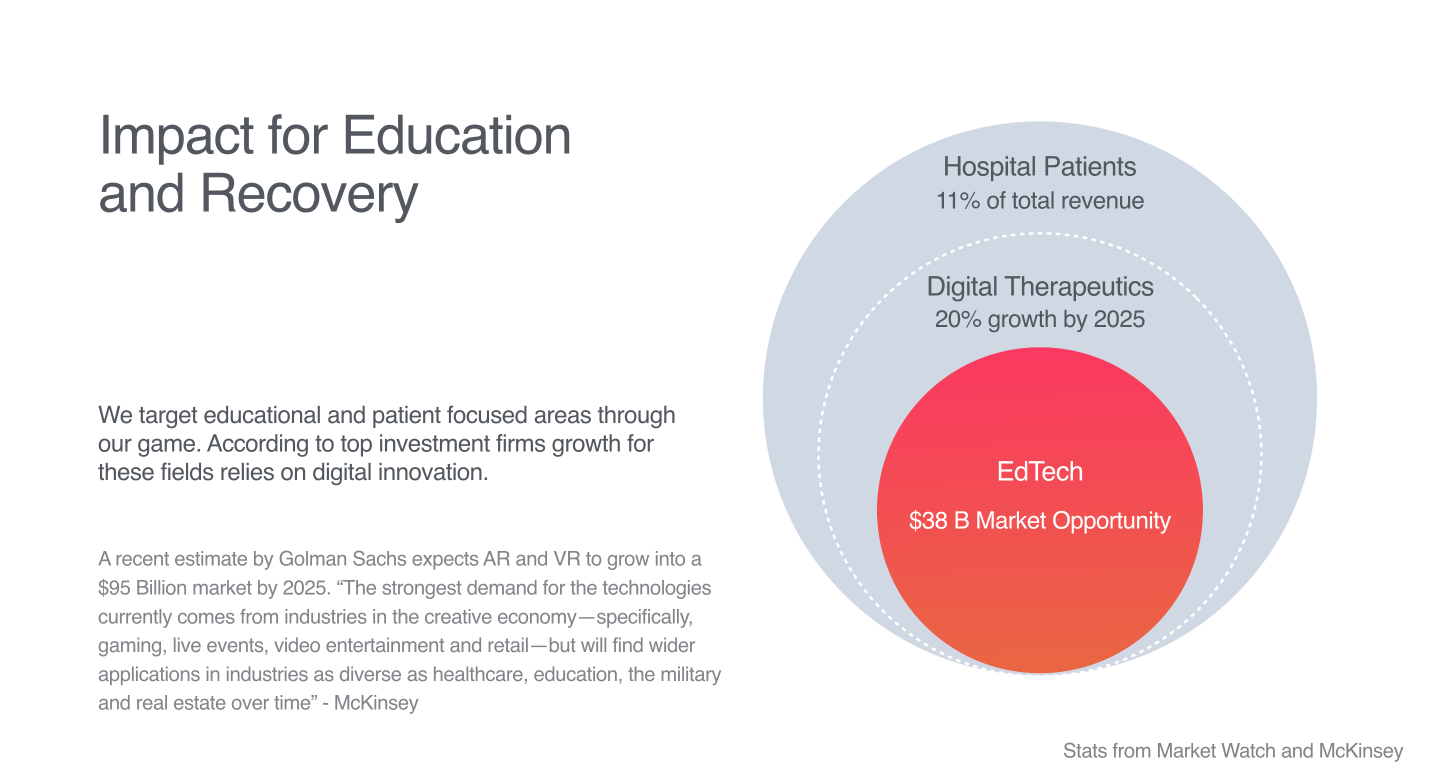 Impact for Education
and Recovery
We target educational and patient focused areas through
our game. According to top investment firms growth for
these fields relies on digital innovation.
A recent estimate by Golman Sachs expects AR and VR to grow into a
$95 Billion market by 2025. “The strongest demand for the technologies
currently comes from industries in the creative economy—specifically,
gaming, live events, video entertainment and retail—but will find wider
applications in industries as diverse as healthcare, education, the military
and real estate over time” - McKinsey
Hospital Patients
11% of total revenue
Digital Therapeutics
20% growth by 2025
EdTech
$38 B Market Opportunity
Stats from Market Watch and McKinsey